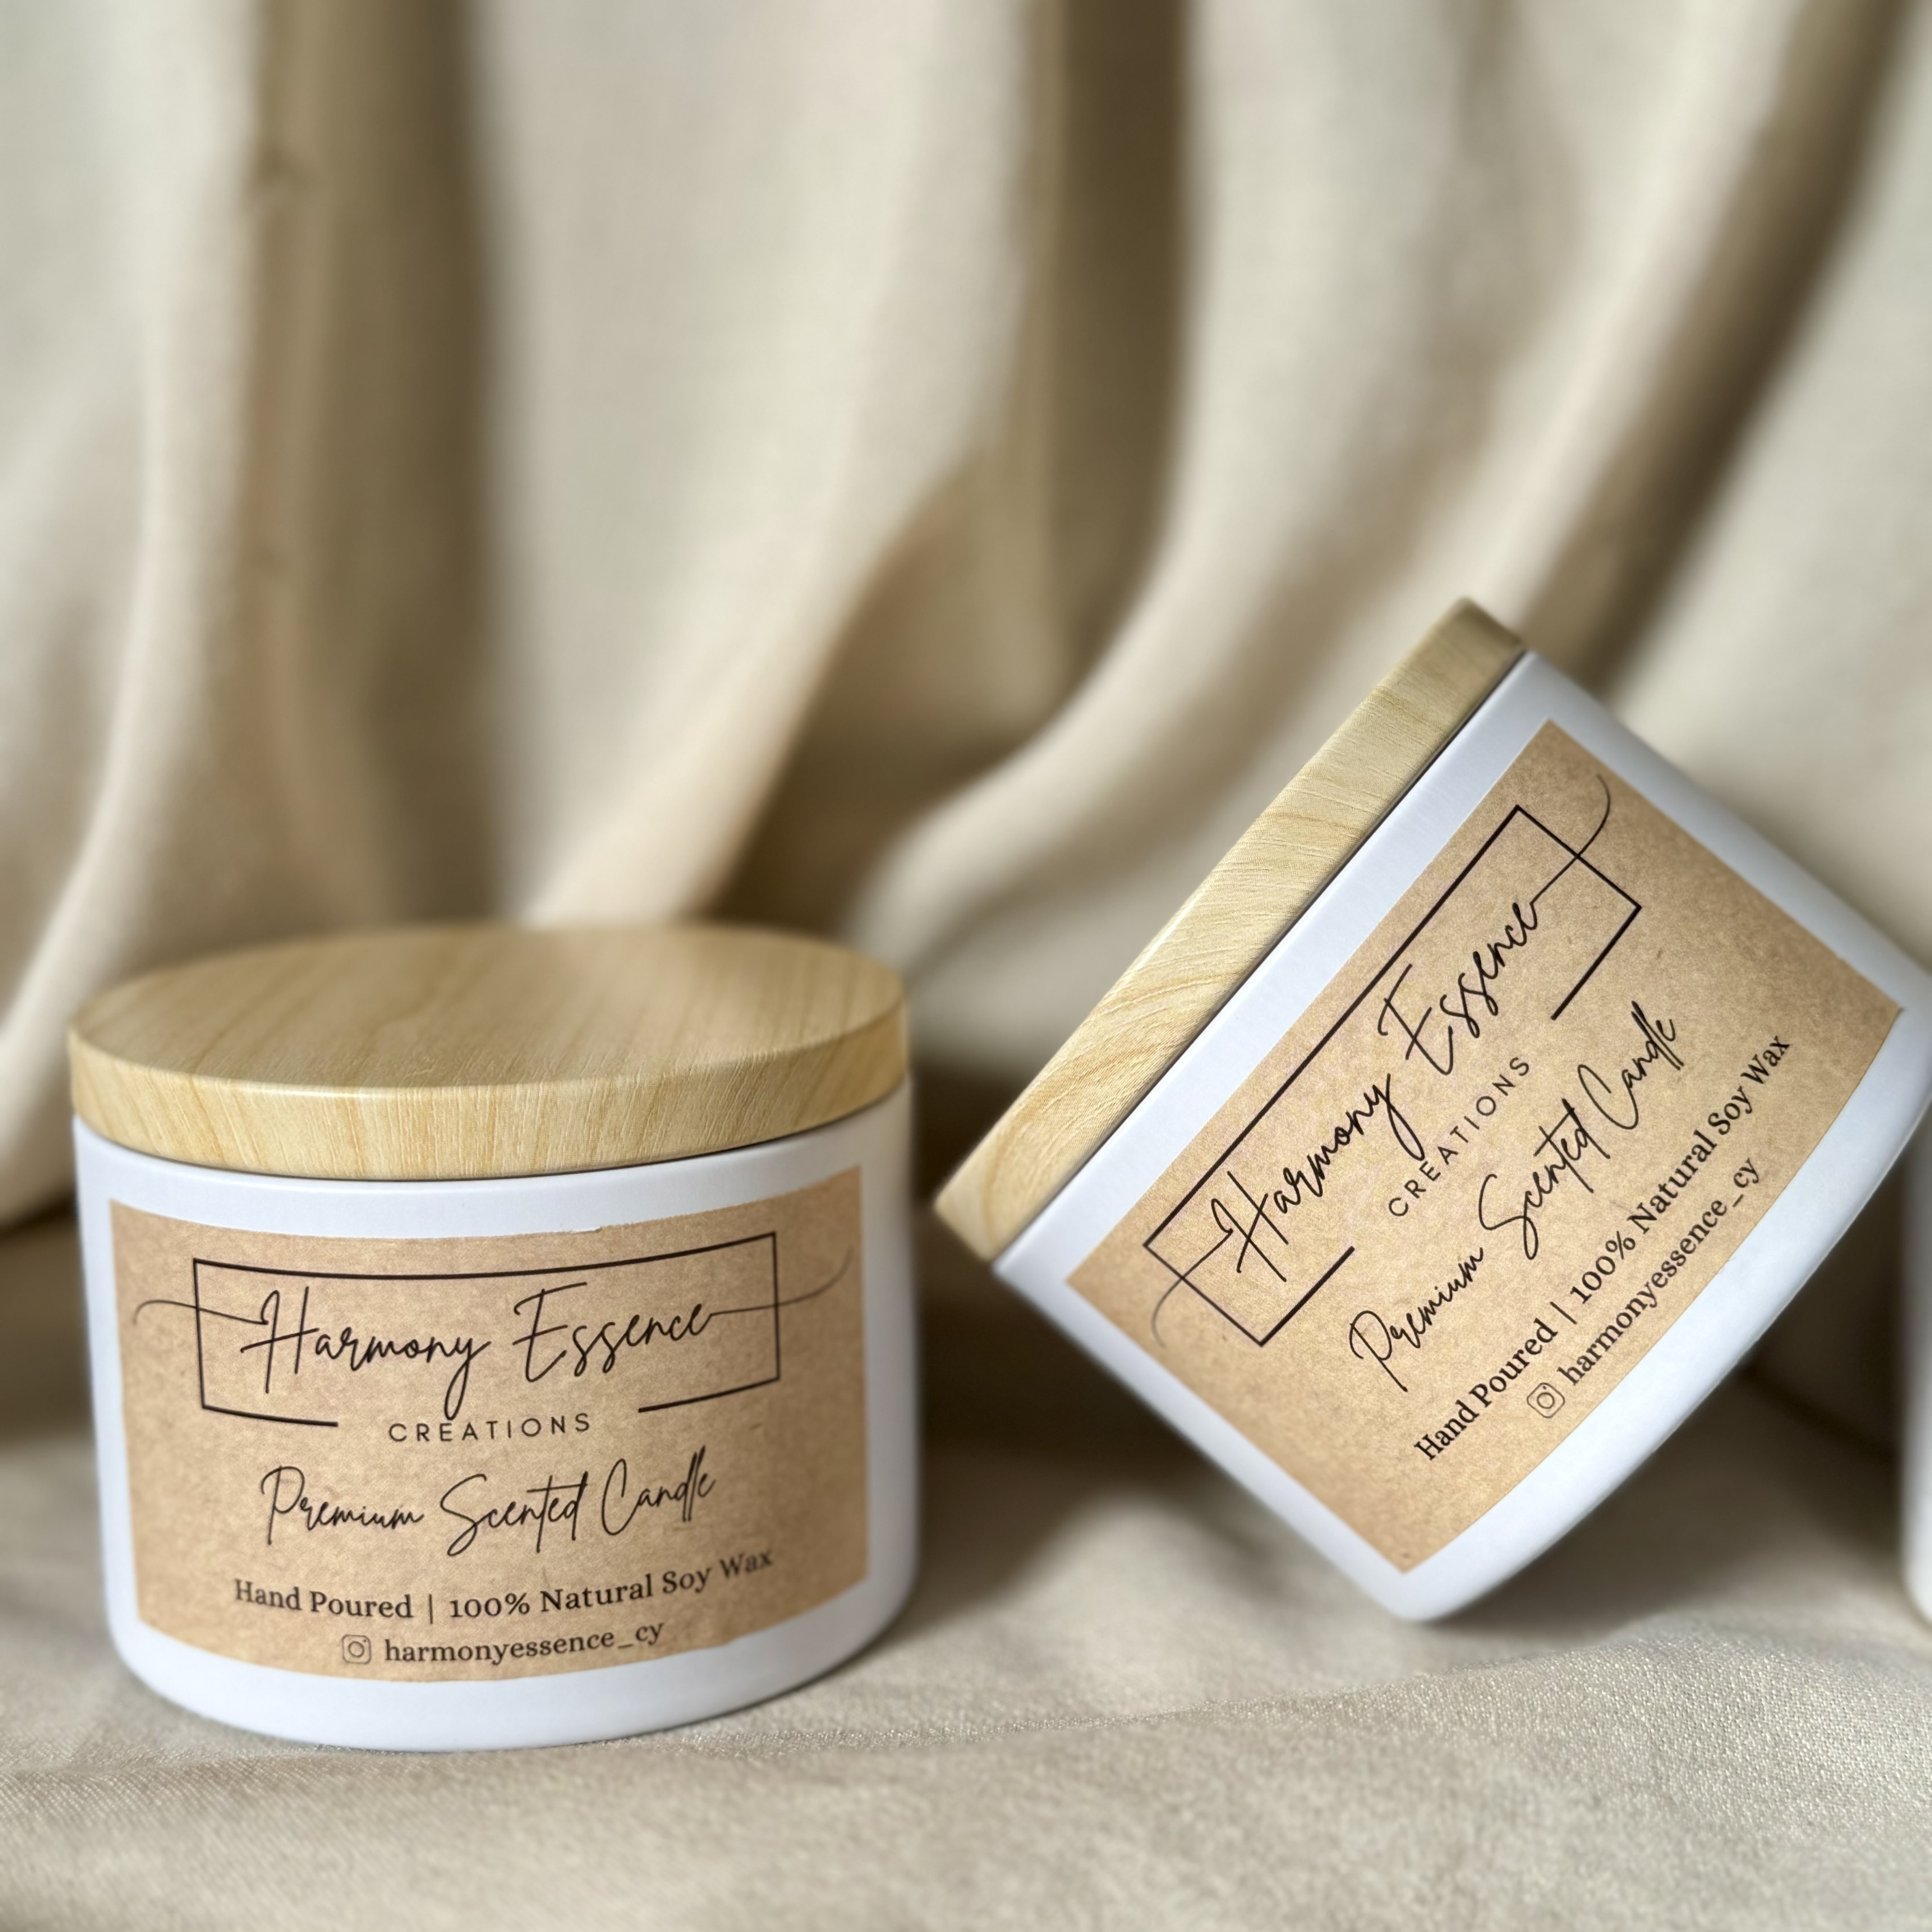 Harmony Essence
CREATIONS
Premium Scented Candle
Hand Poured | 100% Natural Soy Wax
harmonyessence_cy
Harmony Essence
CREATIONS
Premium Scented Candle
Hand Poured | 100% Natural Soy Wax
harmonyessence_cy